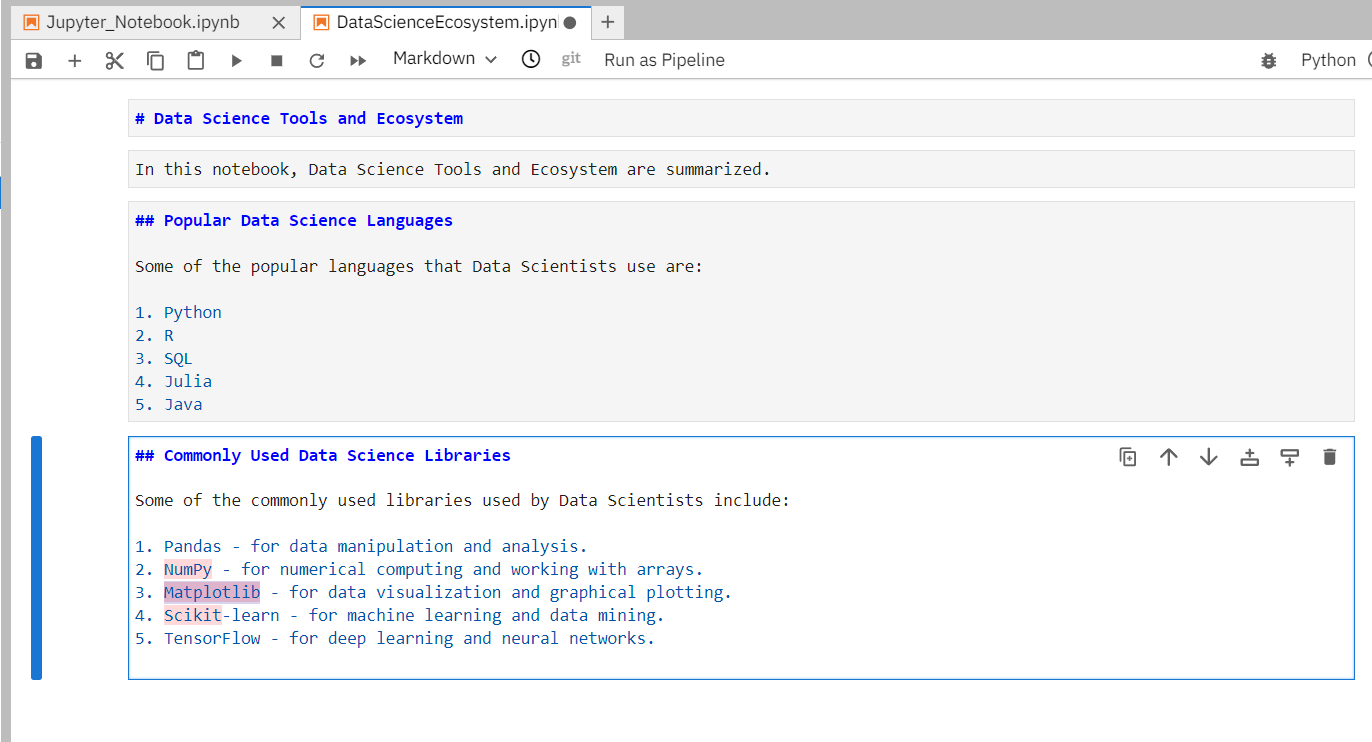 Jupyter_Notebook.ipynb
DataScienceEcosystem.ipyn
Markdown
git
Run as Pipeline
Python
# Data Science Tools and Ecosystem
In this notebook, Data Science Tools and Ecosystem are summarized.
## Popular Data Science Languages
Some of the popular languages that Data Scientists use are:
1. Python
2. R
3. SQL
4. Julia
5. Java
## Commonly Used Data Science Libraries
Some of the commonly used libraries used by Data Scientists include:
1. Pandas - for data manipulation and analysis.
2. NumPy - for numerical computing and working with arrays.
3. Matplotlib - for data visualization and graphical plotting.
4. Scikit-learn - for machine learning and data mining.
5. TensorFlow - for deep learning and neural networks.